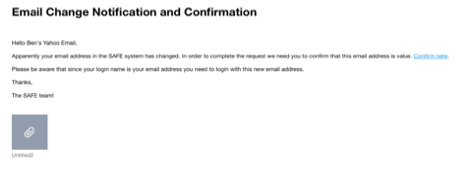 Email Change Notification and Confirmation
Hello Ben's Yahoo Email,
Apparently your email address in the SAFE system has changed. In order to complete the request we need you to confirm that this email address is value. Confirm here.
Please be aware that since your login name is your email address you need to login with this new email address.
Thanks,
The SAFE team!
Untitled2